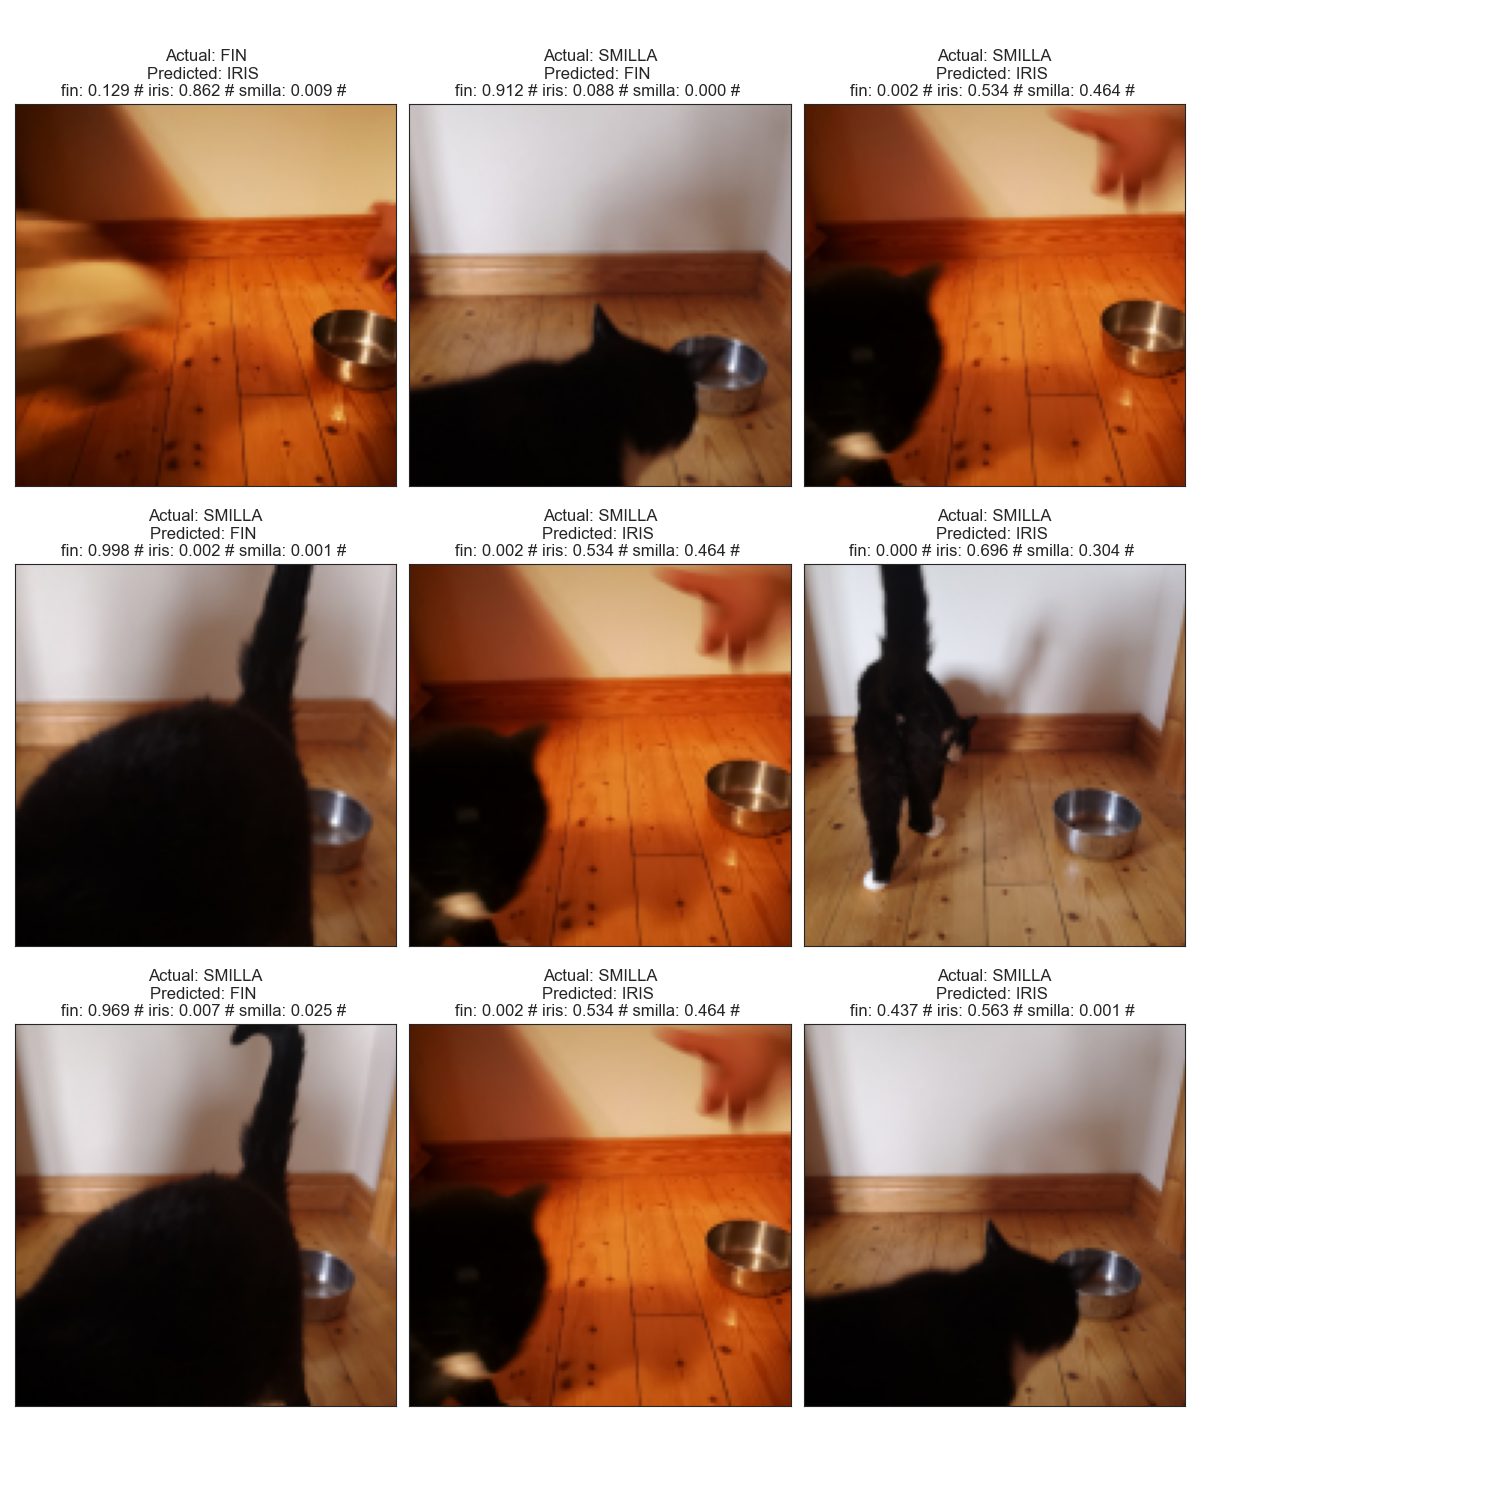 Actual: FIN
Predicted: IRIS
fin: 0.129 # iris: 0.862 # smilla: 0.009 #
Actual: SMILLA
Predicted: FIN
fin: 0.912 # iris: 0.088 # smilla: 0.000 #
Actual: SMILLA
Predicted: IRIS
fin: 0.002 # iris: 0.534 # smilla: 0.464 #
Actual: SMILLA
Predicted: FIN
fin: 0.998 # iris: 0.002 # smilla: 0.001 #
Actual: SMILLA
Predicted: IRIS
fin: 0.002 # iris: 0.534 # smilla: 0.464 #
Actual: SMILLA
Predicted: IRIS
fin: 0.000 # iris: 0.696 # smilla: 0.304 #
Actual: SMILLA
Predicted: FIN
fin: 0.969 # iris: 0.007 # smilla: 0.025 #
Actual: SMILLA
Predicted: IRIS
fin: 0.002 # iris: 0.534 # smilla: 0.464 #
Actual: SMILLA
Predicted: IRIS
fin: 0.437 # iris: 0.563 # smilla: 0.001 #